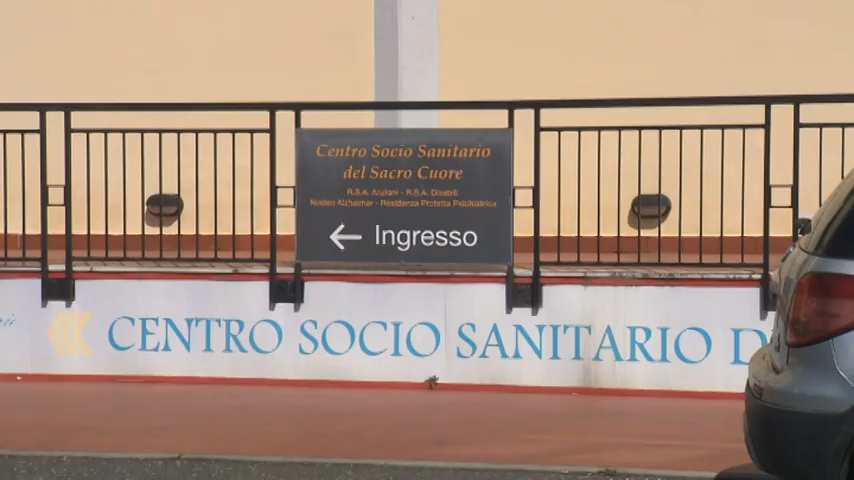 Centro Socio Sanitario
del Sacro Cuore
R.S.A. Anziani - R.S.A. Disabili
Nucleo Alzheimer - Residenza Protetta Psichiatrica
← Ingresso
CENTRO SOCIO SANITARIO D